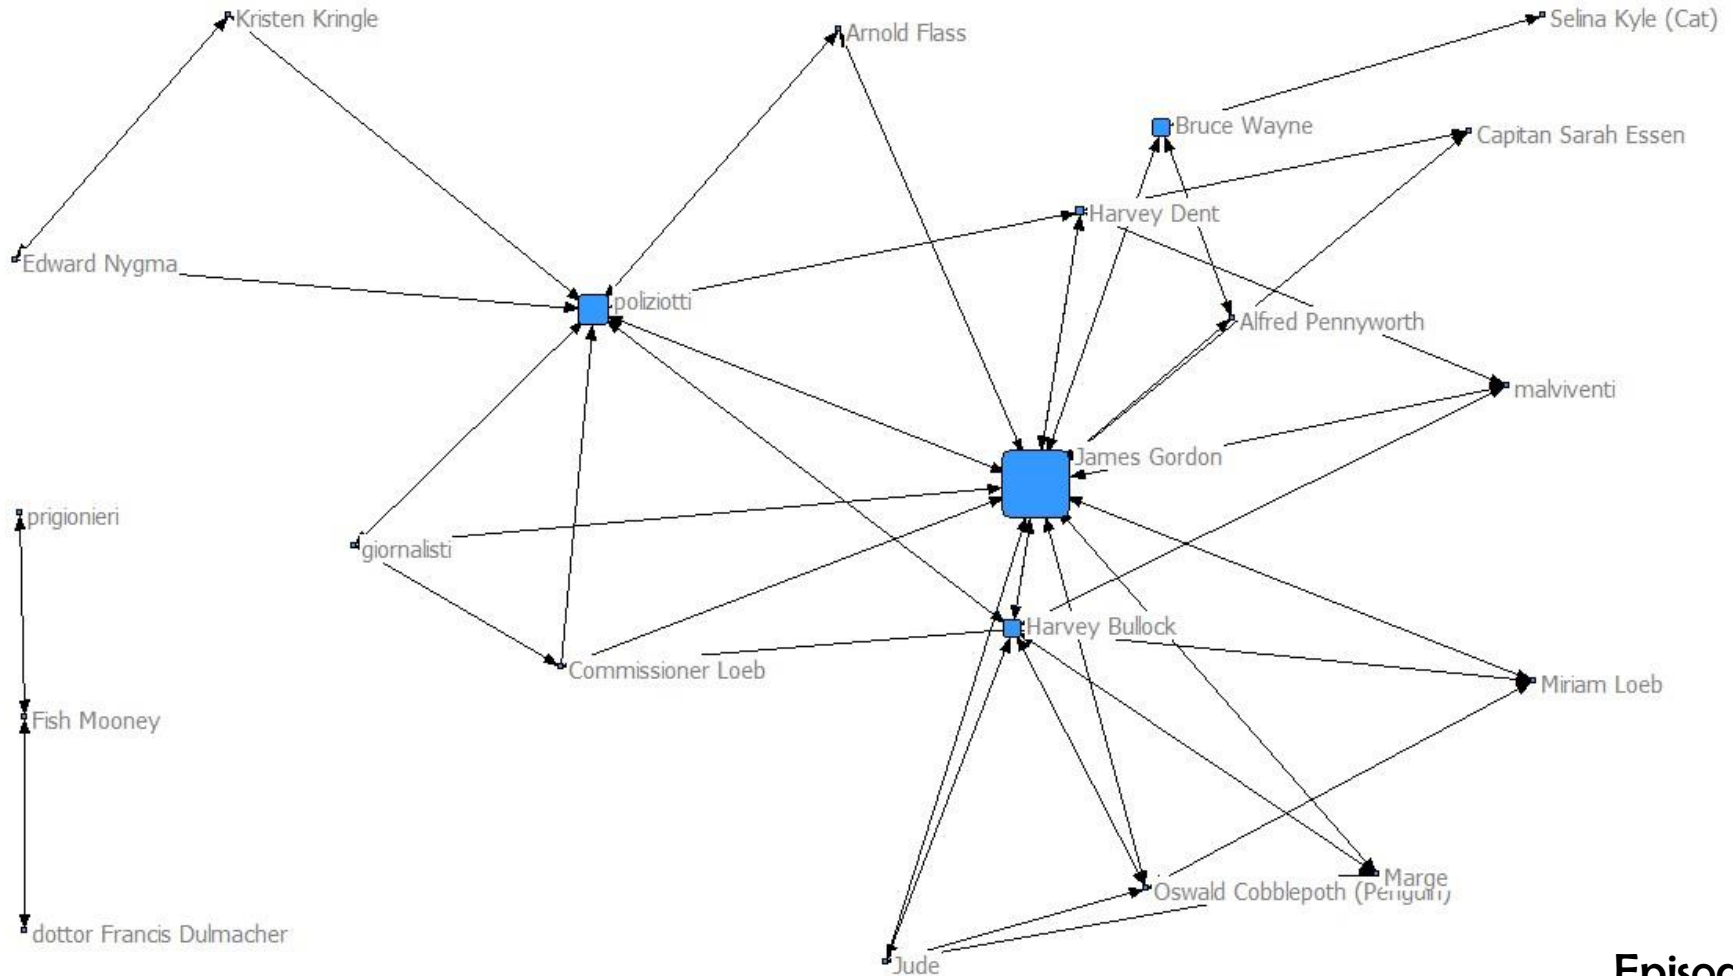 Kristen Kringle
Arnold Flass
Selina Kyle (Cat)
Bruce Wayne
Capitan Sarah Essen
Harvey Dent
Edward Nygma
poliziotti
Alfred Pennyworth
malviventi
James Gordon
prigionieri
giornalisti
Harvey Bullock
Commissioner Loeb
Miriam Loeb
Fish Mooney
Marge
Oswald Cobblepoth (Penguin)
dottor Francis Dulmacher
Jude